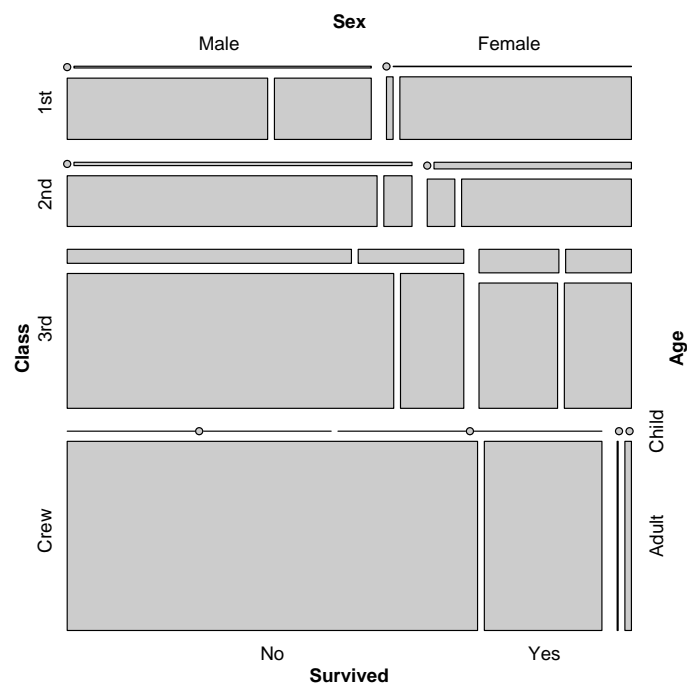 Sex
Male Female
1st
2nd
3rd
Crew
Class
Age
Child
Adult
No Yes
Survived